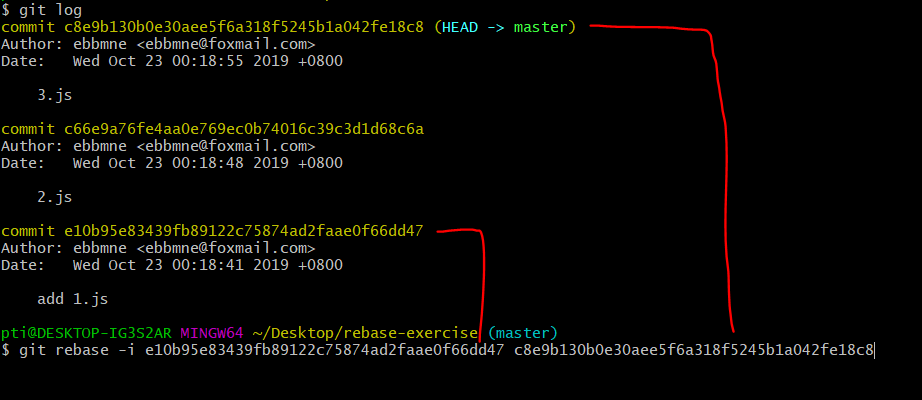 $ git log
commit c8e9b130b0e30aee5f6a318f5245b1a042fe18c8 (HEAD -> master)
Author: ebbmne <ebbmne@foxmail.com>
Date:   Wed Oct 23 00:18:55 2019 +0800
3.js
commit c66e9a76fe4aa0e769ec0b74016c39c3d1d68c6a
Author: ebbmne <ebbmne@foxmail.com>
Date:   Wed Oct 23 00:18:48 2019 +0800
2.js
commit e10b95e83439fb89122c75874ad2faae0f66dd47
Author: ebbmne <ebbmne@foxmail.com>
Date:   Wed Oct 23 00:18:41 2019 +0800
add 1.js
pti@DESKTOP-IG3S2AR MINGW64 ~/Desktop/rebase-exercise (master)
$ git rebase -i e10b95e83439fb89122c75874ad2faae0f66dd47 c8e9b130b0e30aee5f6a318f5245b1a042fe18c8